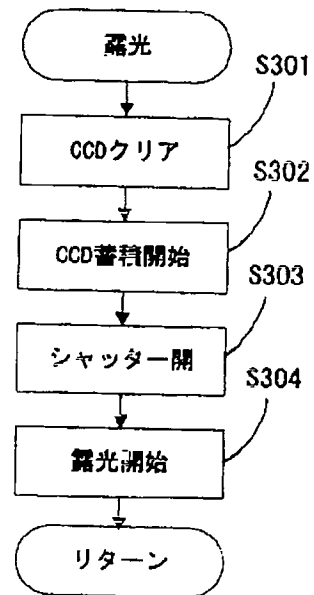 露光
S301
CCDクリア
S302
CCD蓄積開始
S303
シャッター開
S304
露光開始
リターン